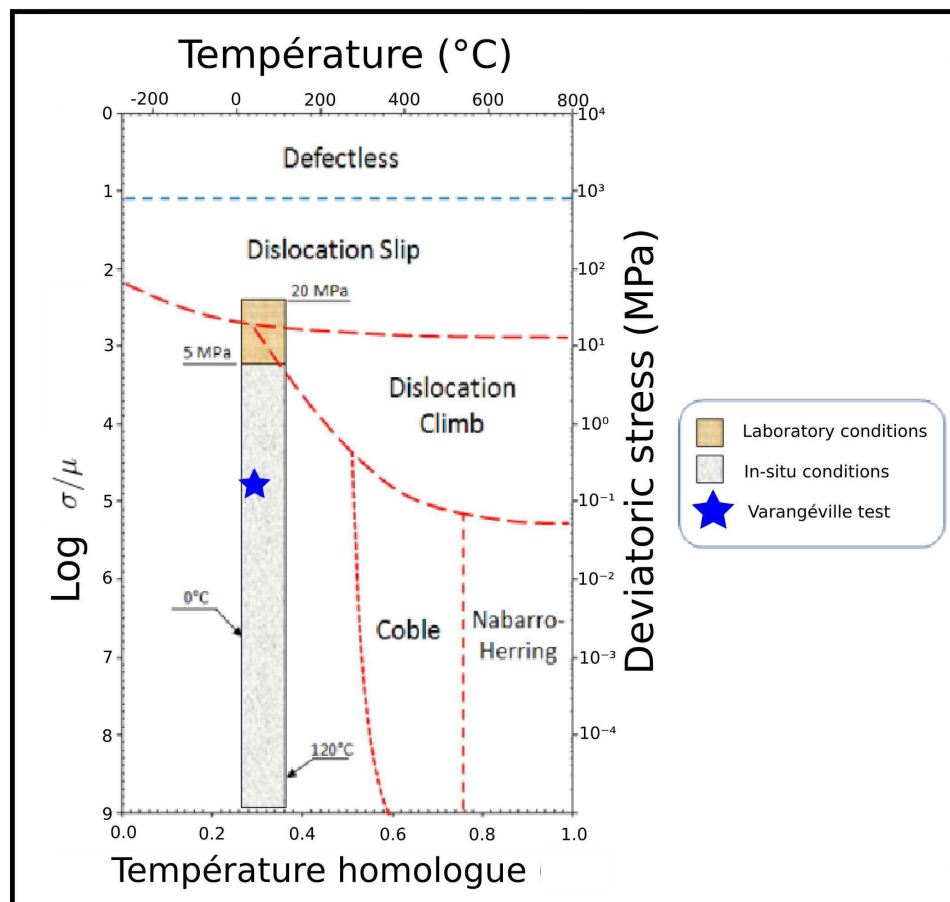 Température (°C)
-200 0 200 400 600 800
0
1
2
3
4
5
6
7
8
9
10⁴
10³
10²
10¹
10⁰
10⁻¹
10⁻²
10⁻³
10⁻⁴
Log σ/μ
Deviatoric stress (MPa)
Defectless
Dislocation Slip
20 MPa
5 MPa
Dislocation
Climb
0°C
Coble
Nabarro-
Herring
120°C
0.0 0.2 0.4 0.6 0.8 1.0
Température homologue (
Laboratory conditions
In-situ conditions
Varangéville test